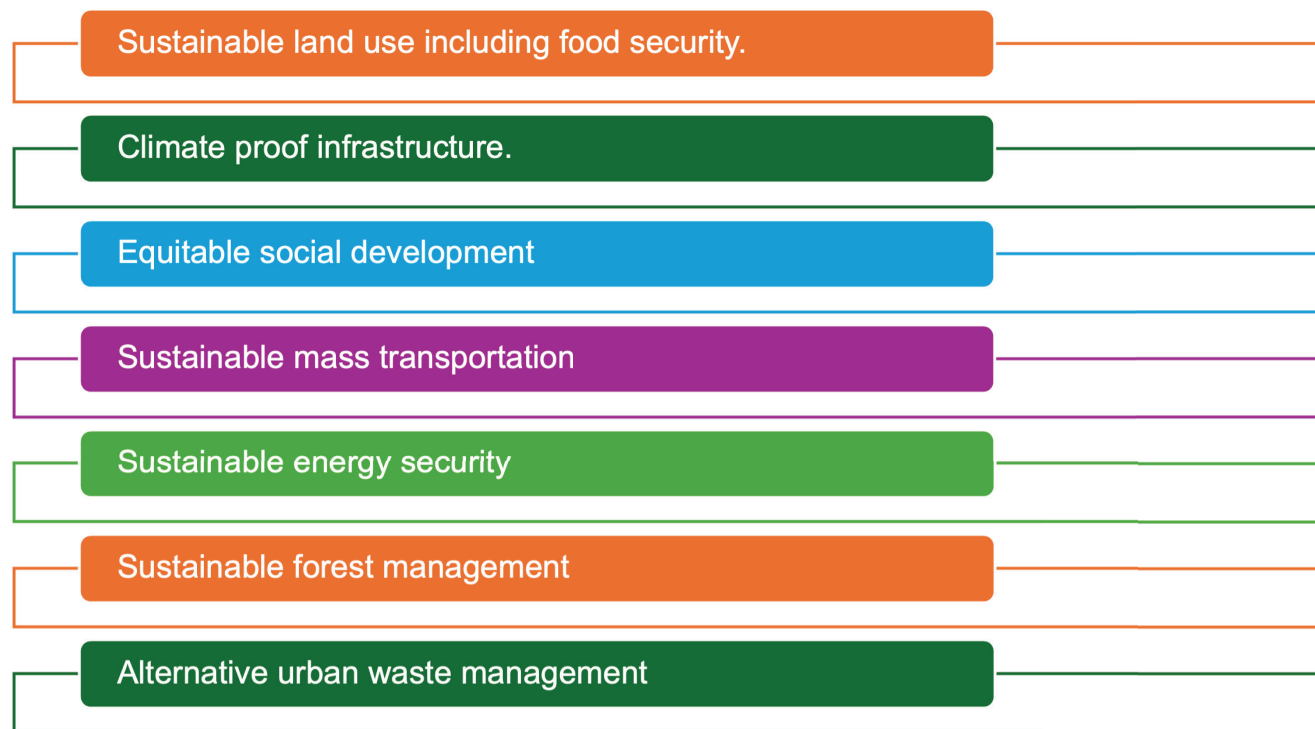 Sustainable land use including food security.
Climate proof infrastructure.
Equitable social development
Sustainable mass transportation
Sustainable energy security
Sustainable forest management
Alternative urban waste management